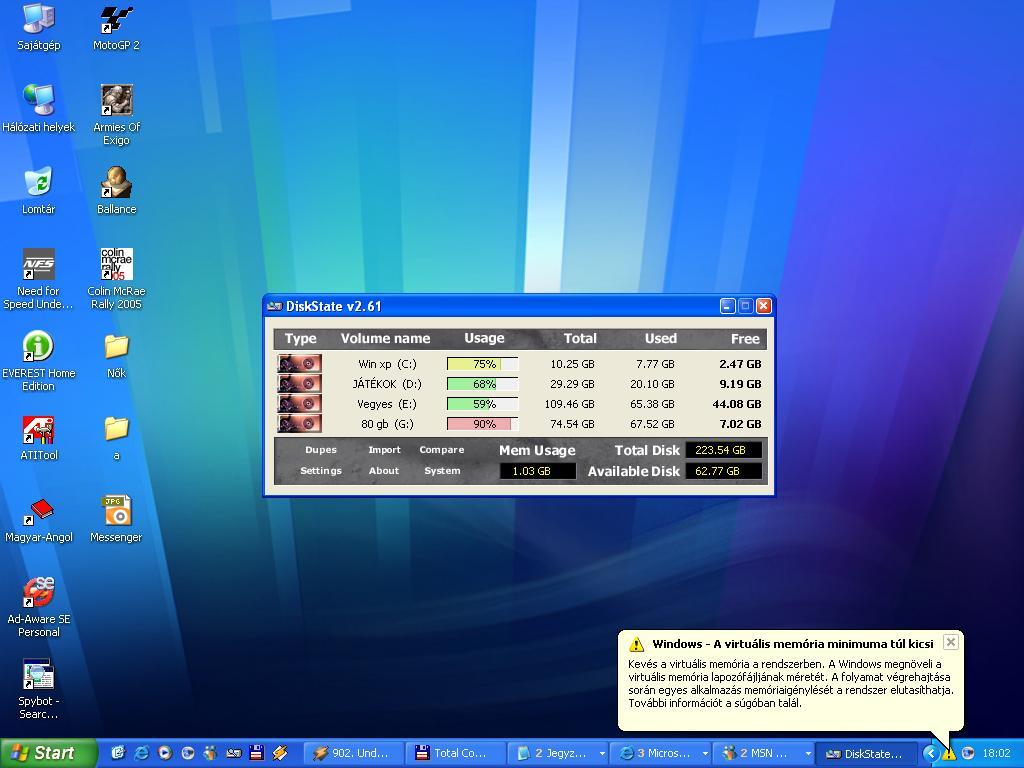 Sajátgép
MotoGP 2
Hálózati helyek
Armies Of
Exigo
Lomtár
Ballance
NFS
Need for
Speed Unde...
colin
mcrae
rally
05
Colin McRae
Rally 2005
EVEREST Home
Edition
Nők
ATI
ATITool
a
Magyar-Angol
JPG
Messenger
SE
Ad-Aware SE
Personal
Spybot -
Searc...
DiskState v2.61
Type Volume name Usage Total Used Free
Win xp (C:) 75% 10.25 GB 7.77 GB 2.47 GB
JÁTÉKOK (D:) 68% 29.29 GB 20.10 GB 9.19 GB
Vegyes (E:) 59% 109.46 GB 65.38 GB 44.08 GB
80 gb (G:) 90% 74.54 GB 67.52 GB 7.02 GB
Dupes Import Compare Mem Usage Total Disk 223.54 GB
Settings About System 1.03 GB Available Disk 62.77 GB
Windows - A virtuális memória minimuma túl kicsi
Kevés a virtuális memória a rendszerben. A Windows megnöveli a
virtuális memória lapozófájljának méretét. A folyamat végrehajtása
során egyes alkalmazás memóriaigénylését a rendszer elutasíthatja.
További információt a súgóban talál.
Start
902. Und...
Total Co...
2 Jegyz...
3 Micros...
2 MSN ...
DiskState...
18:02